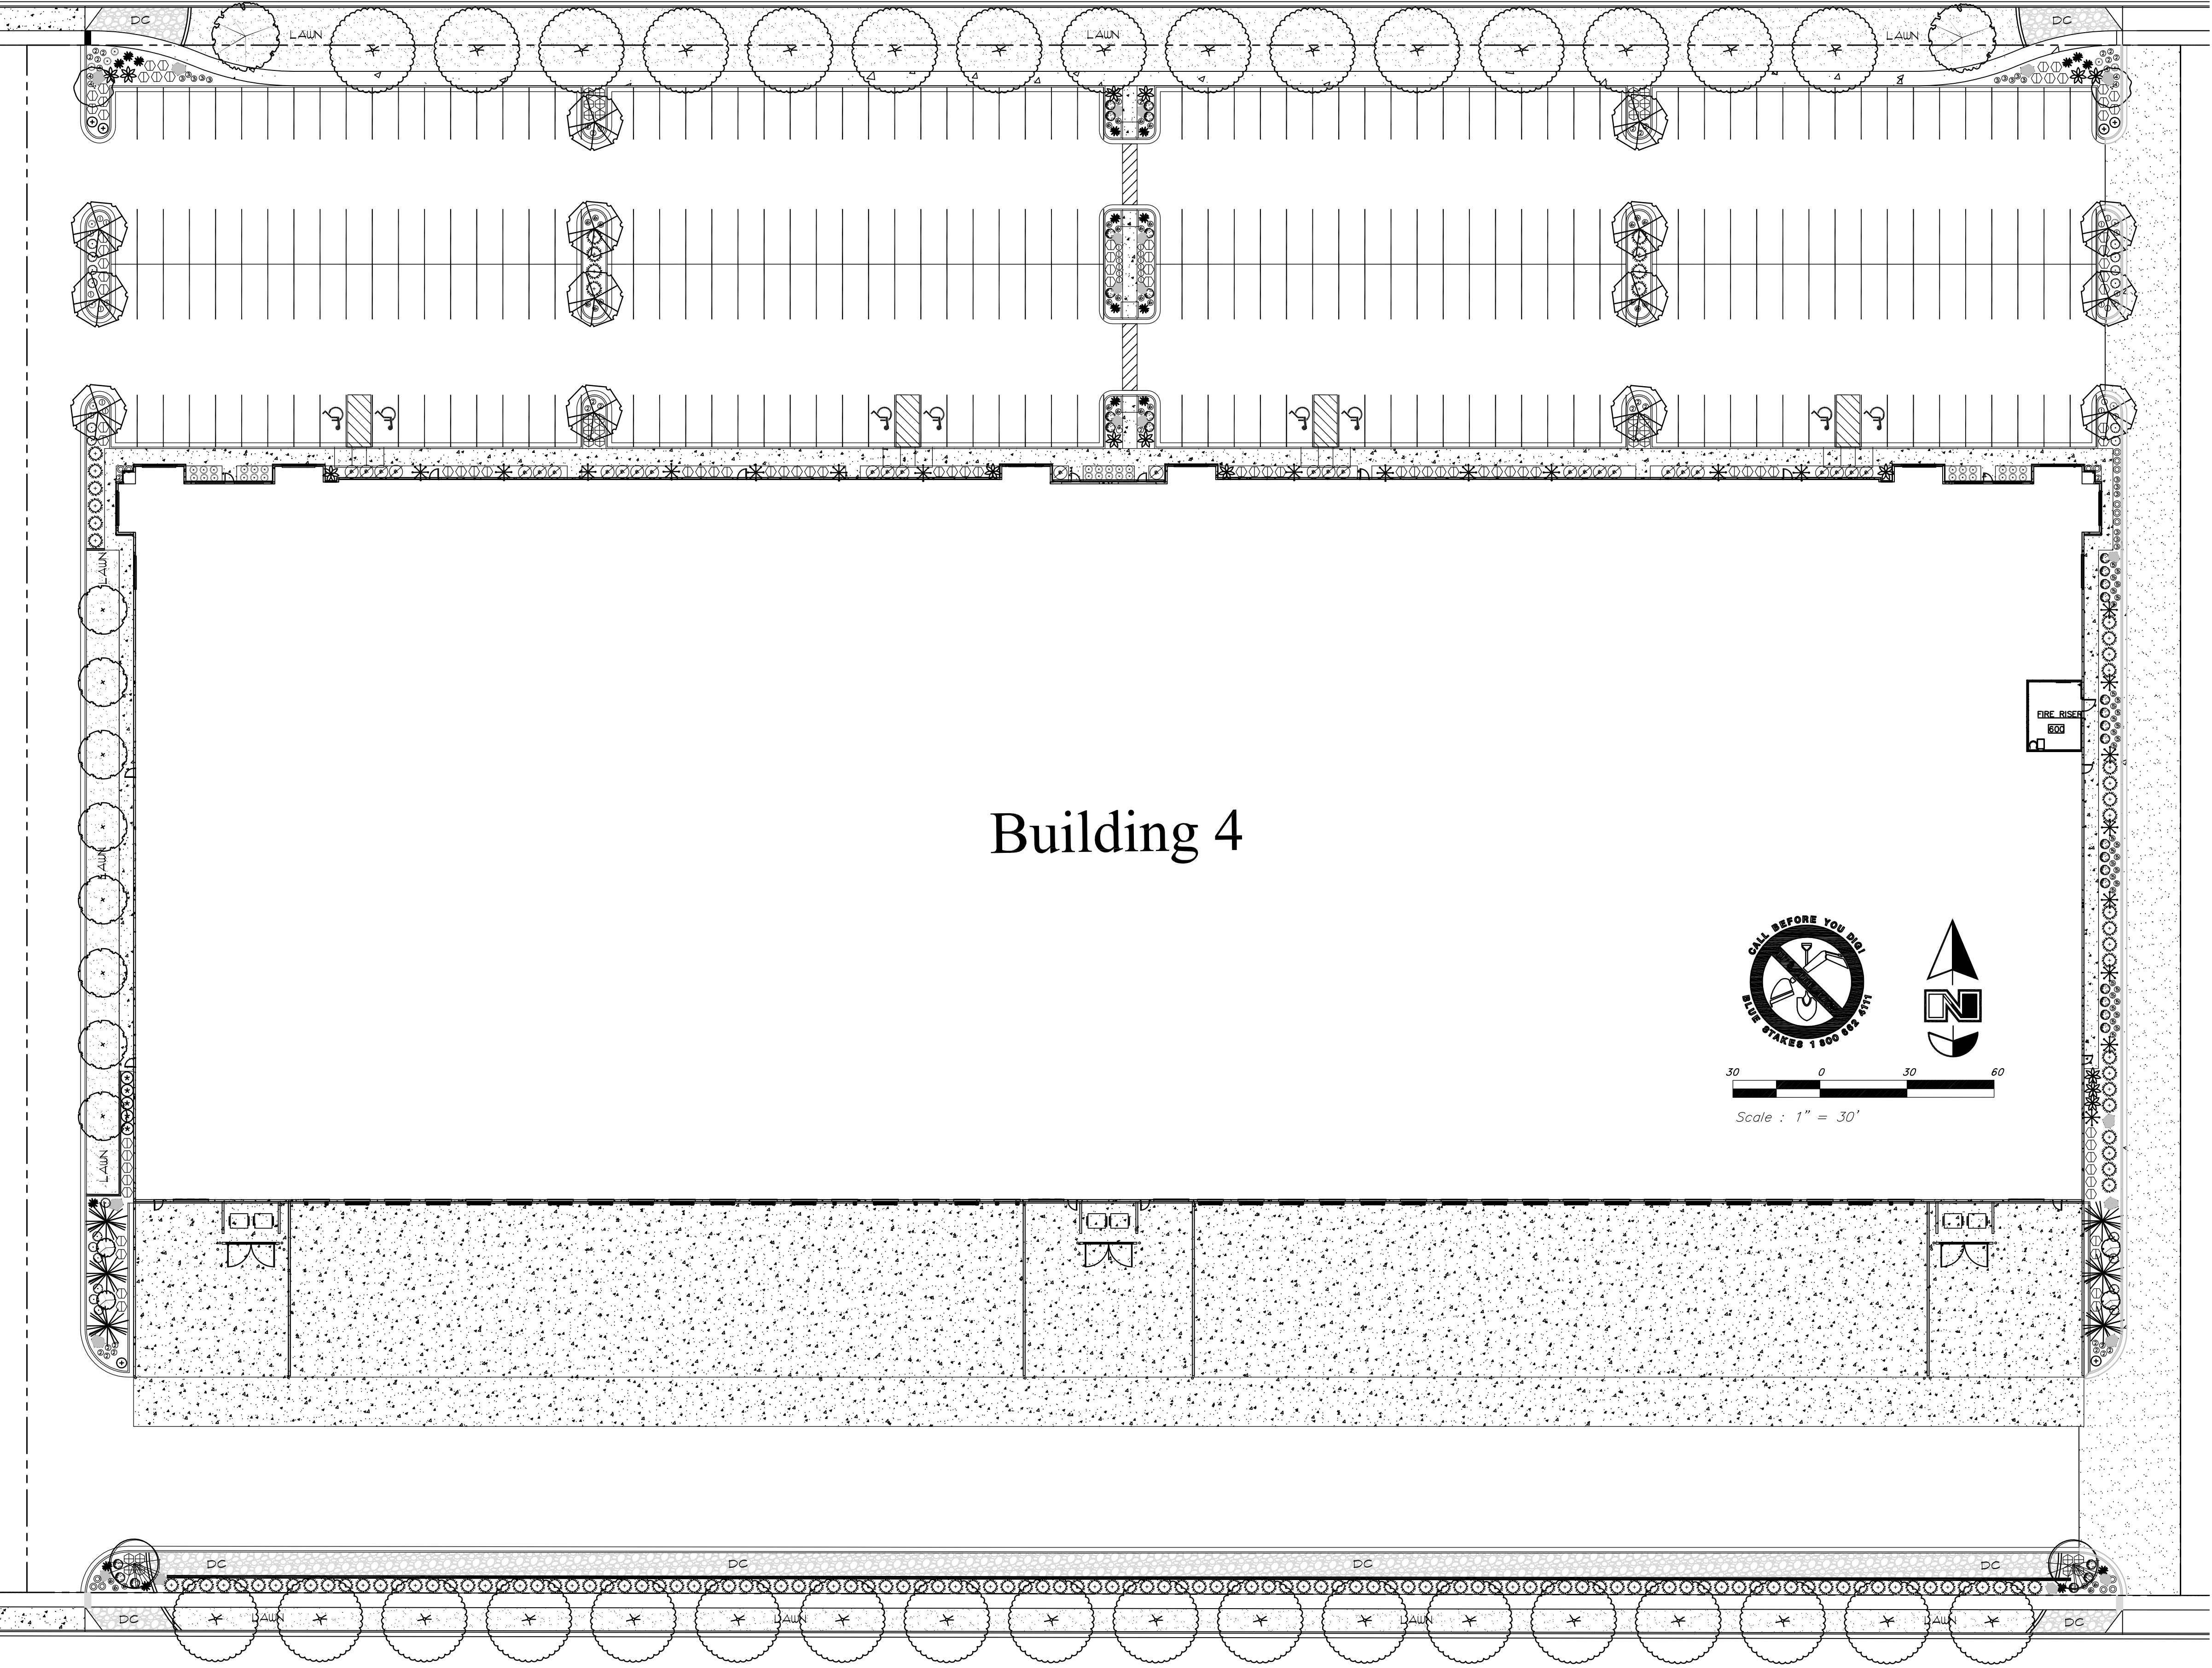 DC
LAWN
LAWN
LAWN
DC
LAWN
FIRE RISER
600
Building 4
LAWN
CALL BEFORE YOU DIG!
BLUE STAKES 1 800 662 4111
N
30 0 30 60
Scale : 1" = 30'
LAWN
DC
DC
DC
DC
DC
LAWN
LAWN
LAWN
LAWN
DC